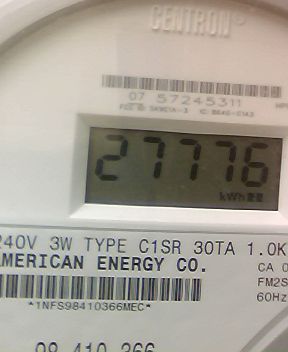 CENTRON®
07 57245311
27776
kWh
240V 3W TYPE C1SR 30TA 1.0K
AMERICAN ENERGY CO.
CA 0
FM2S
60Hz
*1NFS98410366MEC*
98 410 366